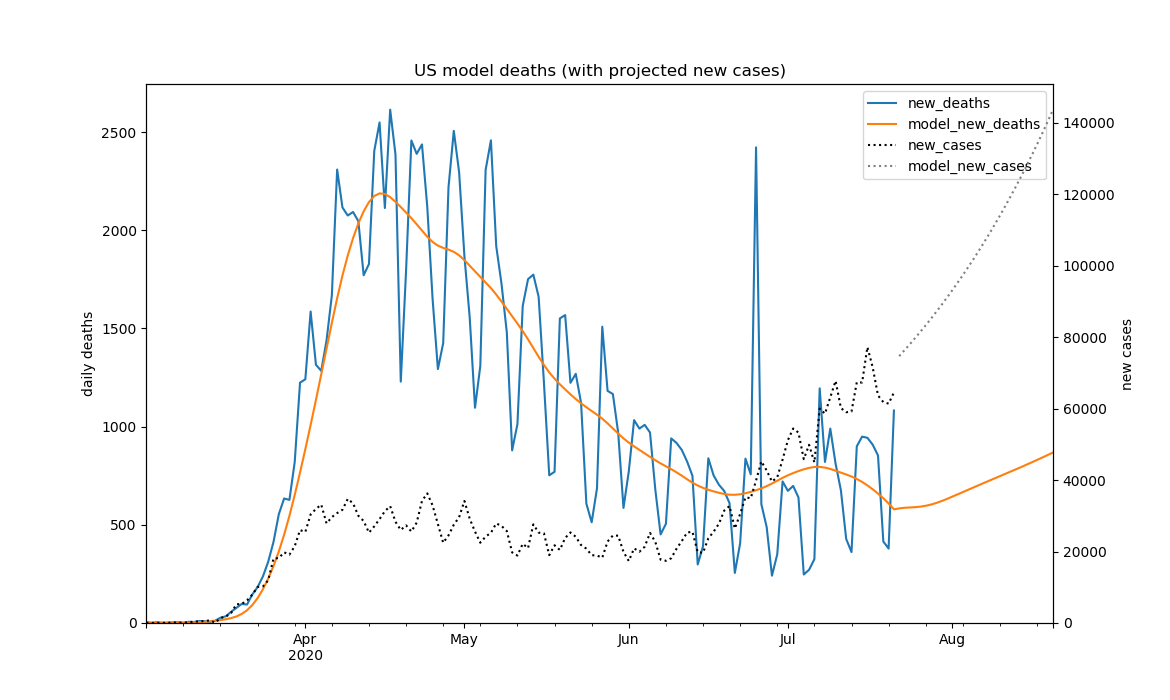 US model deaths (with projected new cases)
new_deaths
model_new_deaths
new_cases
model_new_cases
daily deaths
2500
2000
1500
1000
500
0
new cases
140000
120000
100000
80000
60000
40000
20000
0
Apr
2020
May
Jun
Jul
Aug